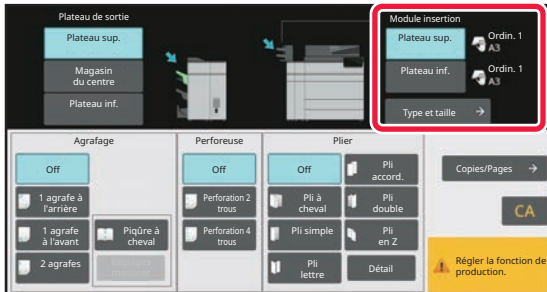 Plateau de sortie
Plateau sup.
Magasin
du centre
Plateau inf.
Module insertion
Plateau sup.
Ordin. 1
A3
Plateau inf.
Ordin. 1
A3
Type et taille
Agrafage
Off
1 agrafe à
l'arrière
1 agrafe
à l'avant
Piqûre à
cheval
2 agrafes
Perforeuse
Off
Perforation 2
trous
Perforation 4
trous
Plier
Off
Pli
accord.
Pli à
cheval
Pli
double
Pli simple
Pli
en Z
Pli
lettre
Détail
Copies/Pages
CA
Régler la fonction de
production.